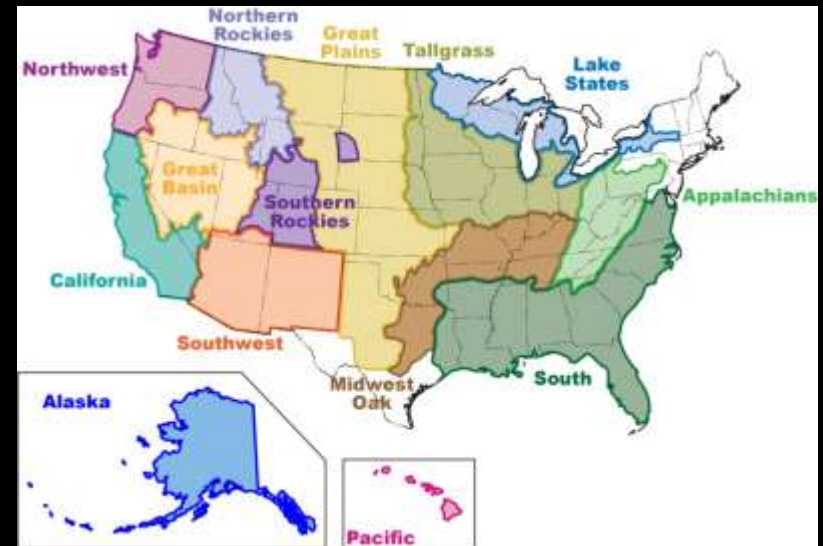 Northern
Rockies
Great
Plains
Tallgrass
Northwest
Lake
States
Great
Basin
Southern
Rockies
Appalachians
California
Southwest
Midwest
Oak
South
Alaska
Pacific